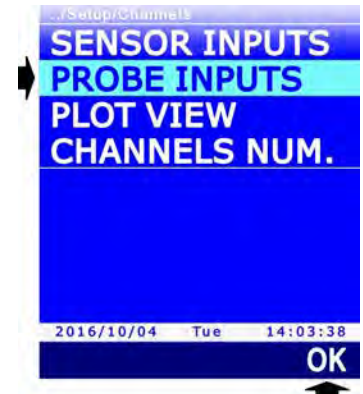 ../Setup/Channels
SENSOR INPUTS
PROBE INPUTS
PLOT VIEW
CHANNELS NUM.
2016/10/04 Tue 14:03:38
OK